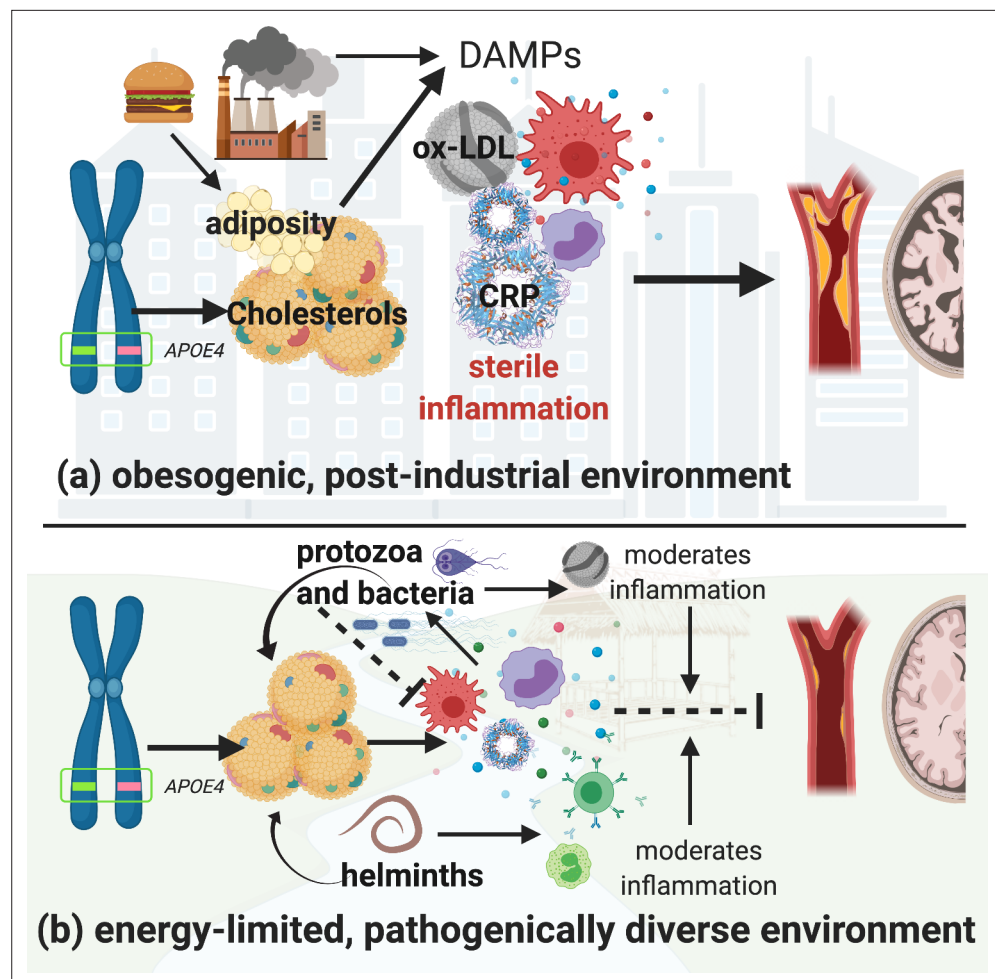 DAMPs
ox-LDL
adiposity
Cholesterols
CRP
APOE4
sterile
inflammation
(a) obesogenic, post-industrial environment
protozoa
and bacteria
moderates
inflammation
APOE4
helminths
moderates
inflammation
(b) energy-limited, pathogenically diverse environment